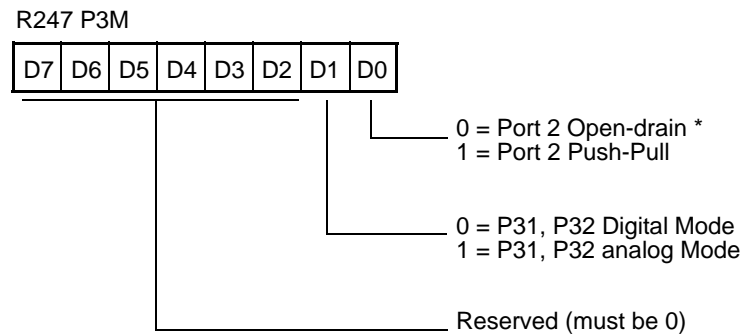 R247 P3M
D7 D6 D5 D4 D3 D2 D1 D0
0 = Port 2 Open-drain *
1 = Port 2 Push-Pull
0 = P31, P32 Digital Mode
1 = P31, P32 analog Mode
Reserved (must be 0)